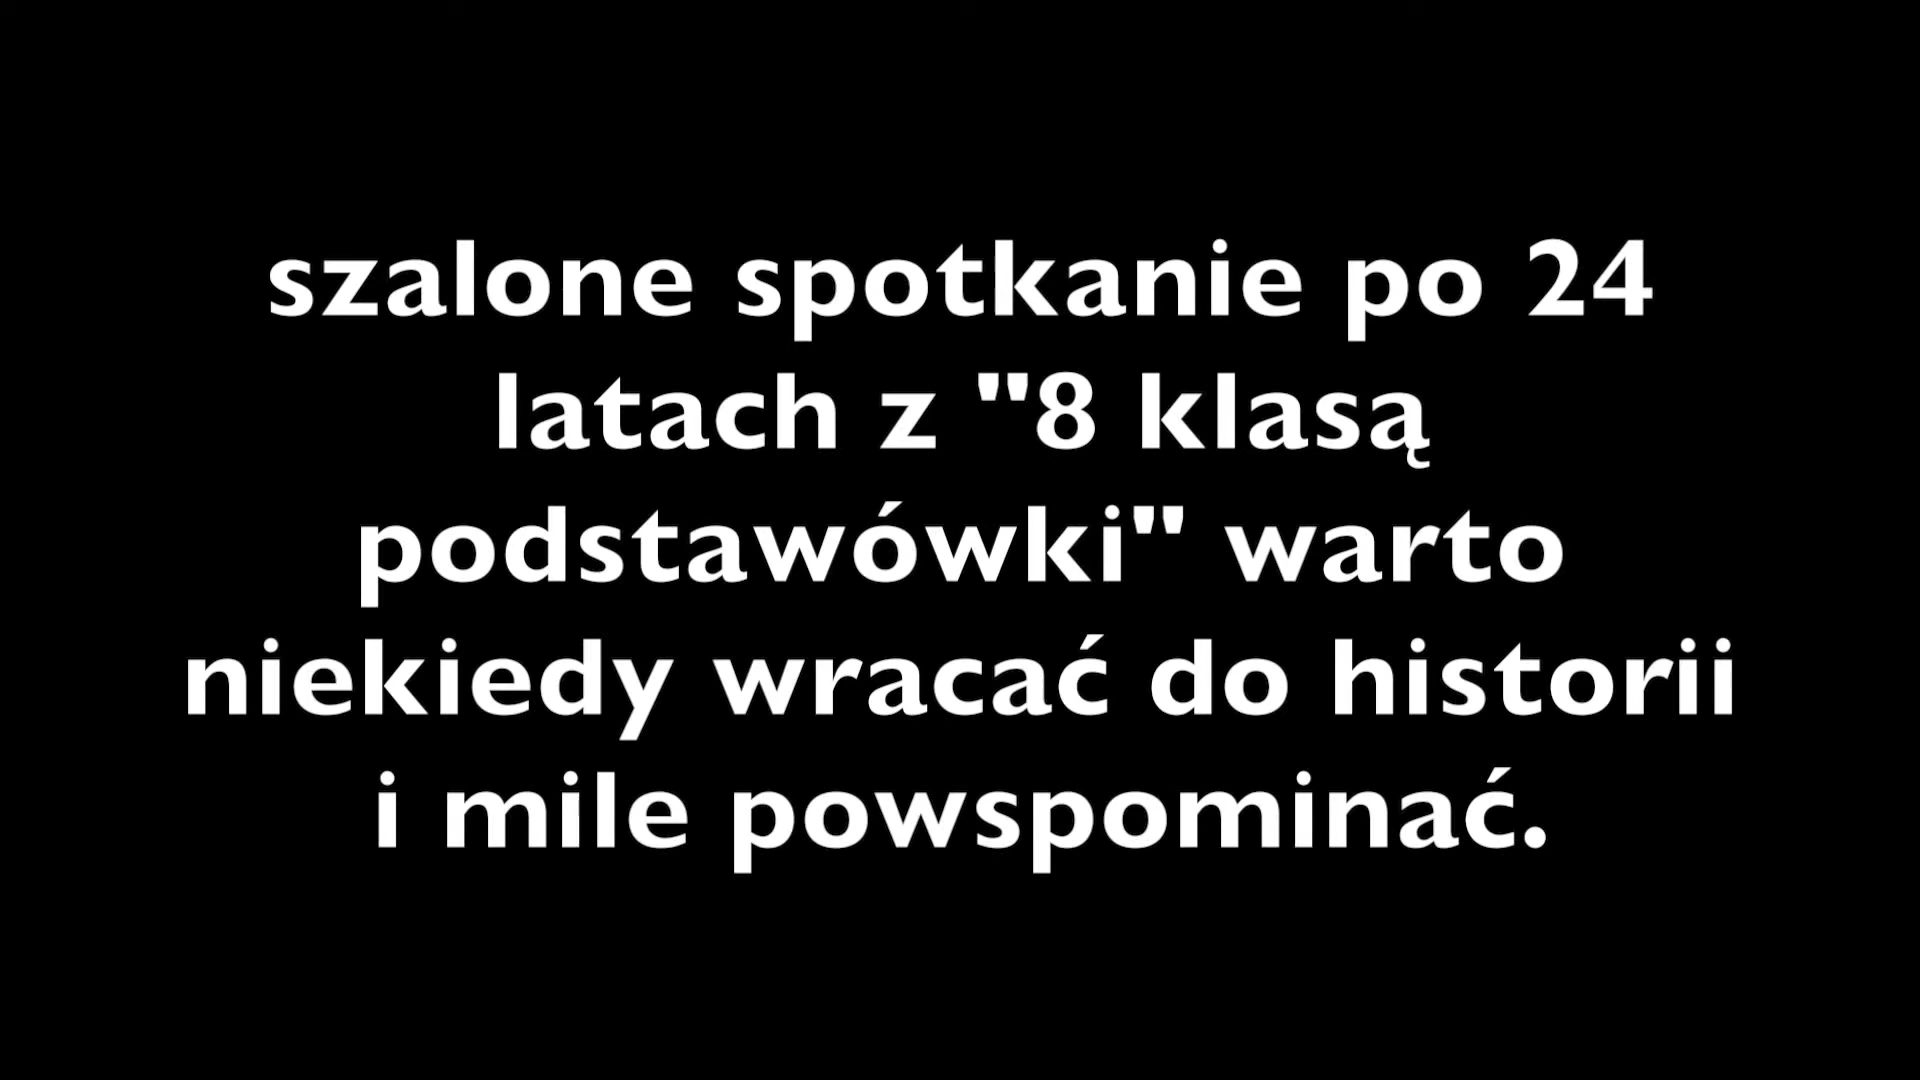 szalone spotkanie po 24
latach z "8 klasą
podstawówki" warto
niekiedy wracać do historii
i mile powspominać.